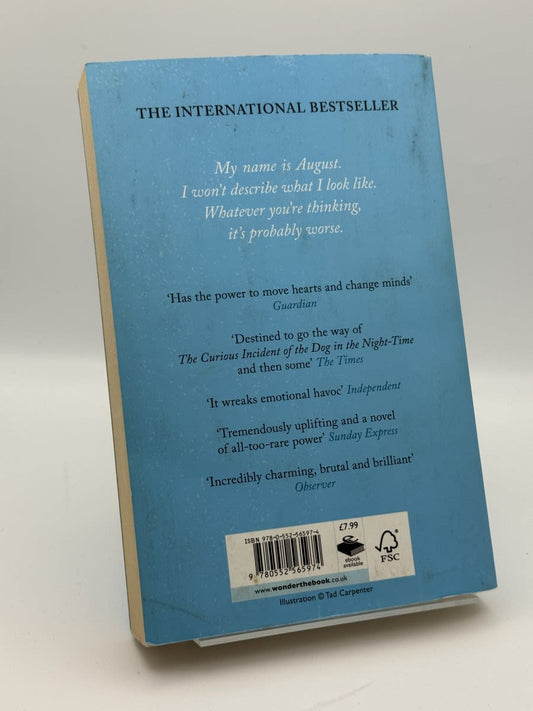 THE INTERNATIONAL BESTSELLER
My name is August.
I won't describe what I look like.
Whatever you're thinking,
it's probably worse.
‘Has the power to move hearts and change minds’
Guardian
‘Destined to go the way of
The Curious Incident of the Dog in the Night-Time
and then some’ The Times
‘It wreaks emotional havoc’ Independent
‘Tremendously uplifting and a novel
of all-too-rare power’ Sunday Express
‘Incredibly charming, brutal and brilliant’
Observer
ISBN 978-0-552-56597-4
£7.99
9 780552 565974
ebook
available
FSC
www.wonderthebook.co.uk
Illustration © Tad Carpenter